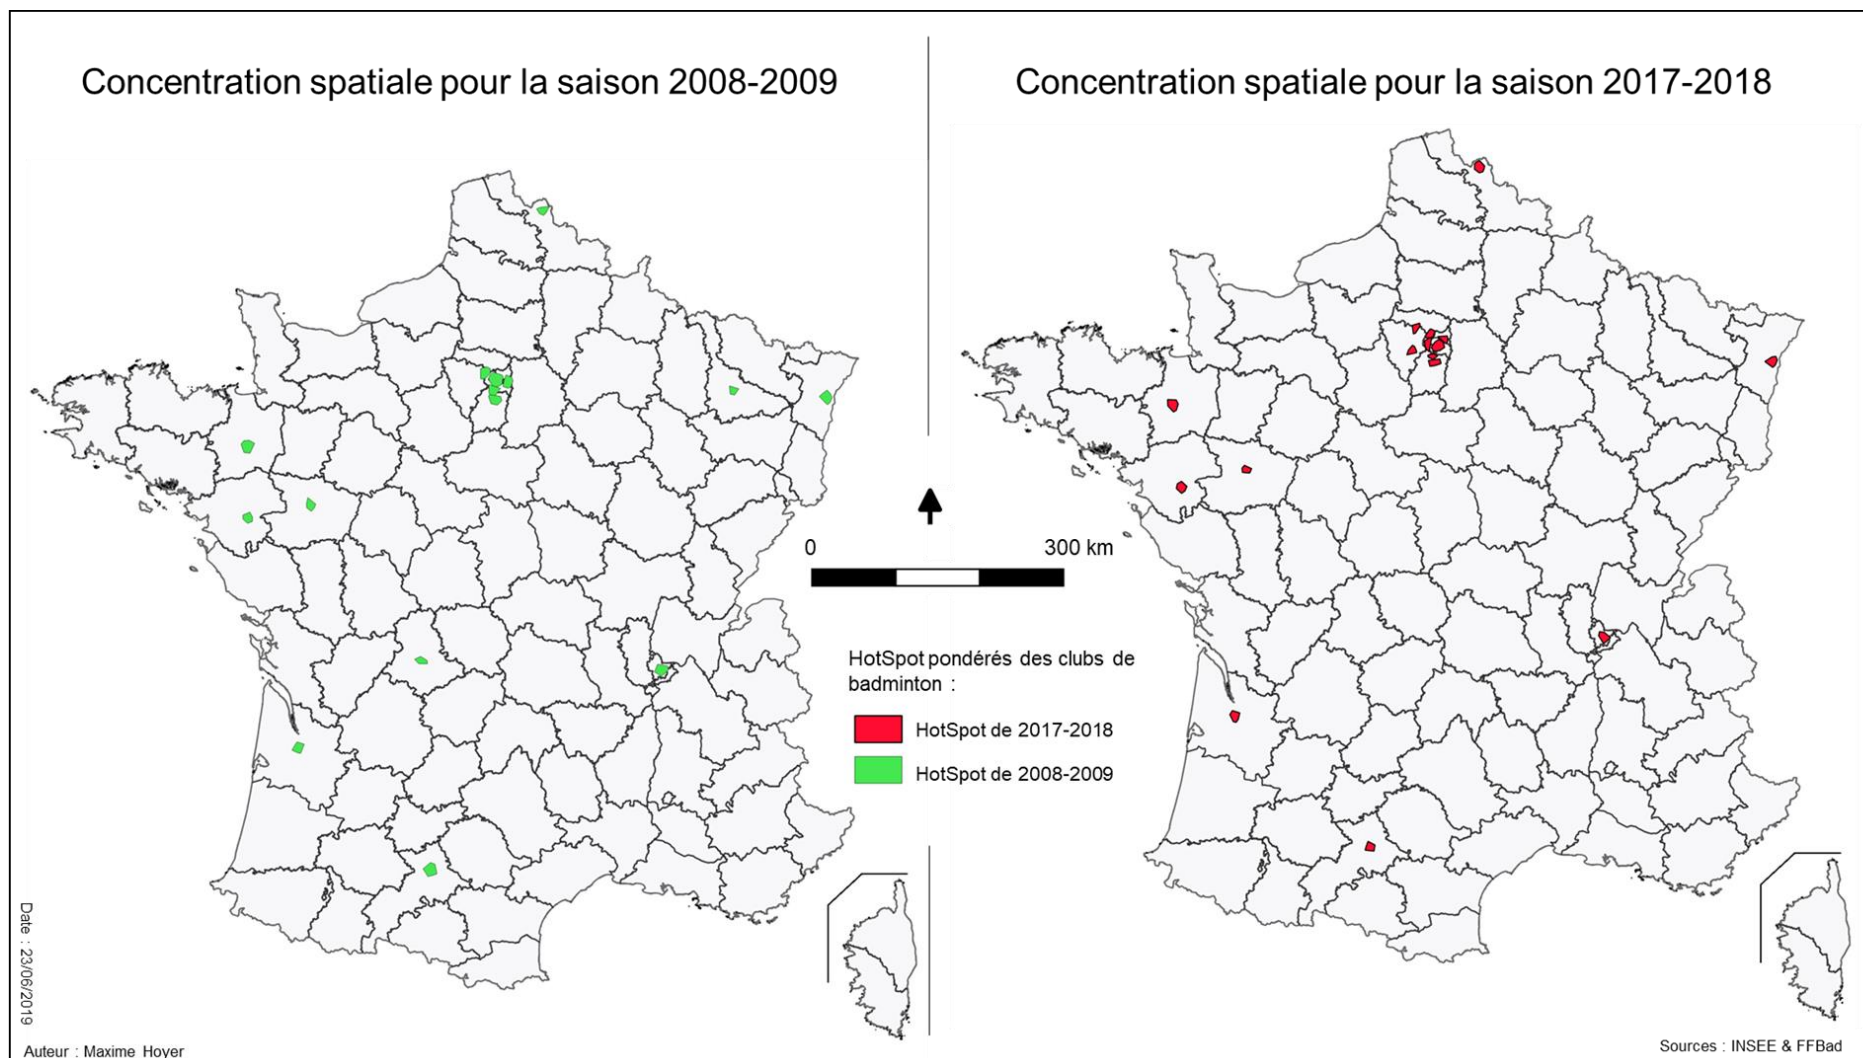 Concentration spatiale pour la saison 2008-2009
Concentration spatiale pour la saison 2017-2018
0
300 km
HotSpot pondérés des clubs de
badminton :
HotSpot de 2017-2018
HotSpot de 2008-2009
Date : 23/06/2019
Auteur : Maxime Hoyer
Sources : INSEE & FFBad